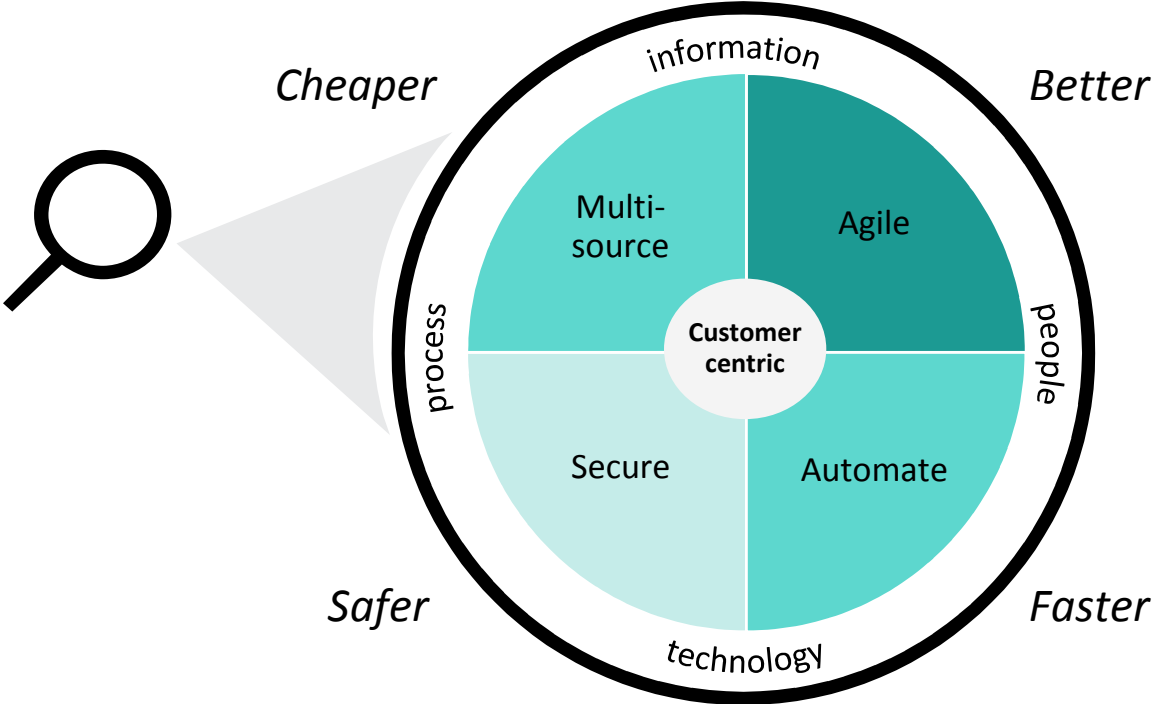 information
Cheaper
Better
Multi-
source
Agile
process
Customer
centric
people
Secure
Automate
Safer
Faster
technology